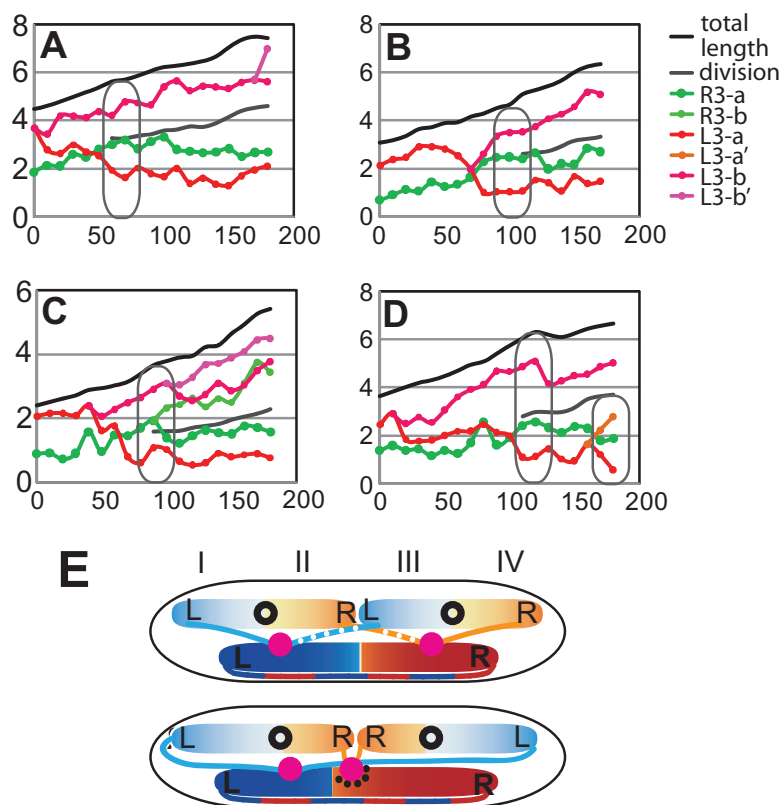 8
6
4
2
0
A
0 50 100 150 200
8
6
4
2
0
B
0 50 100 150 200
total
length
division
R3-a
R3-b
L3-a
L3-a'
L3-b
L3-b'
6
4
2
0
C
0 50 100 150 200
8
6
4
2
0
D
0 50 100 150 200
E
I II III IV
L R L R
L R
L R R L
L R